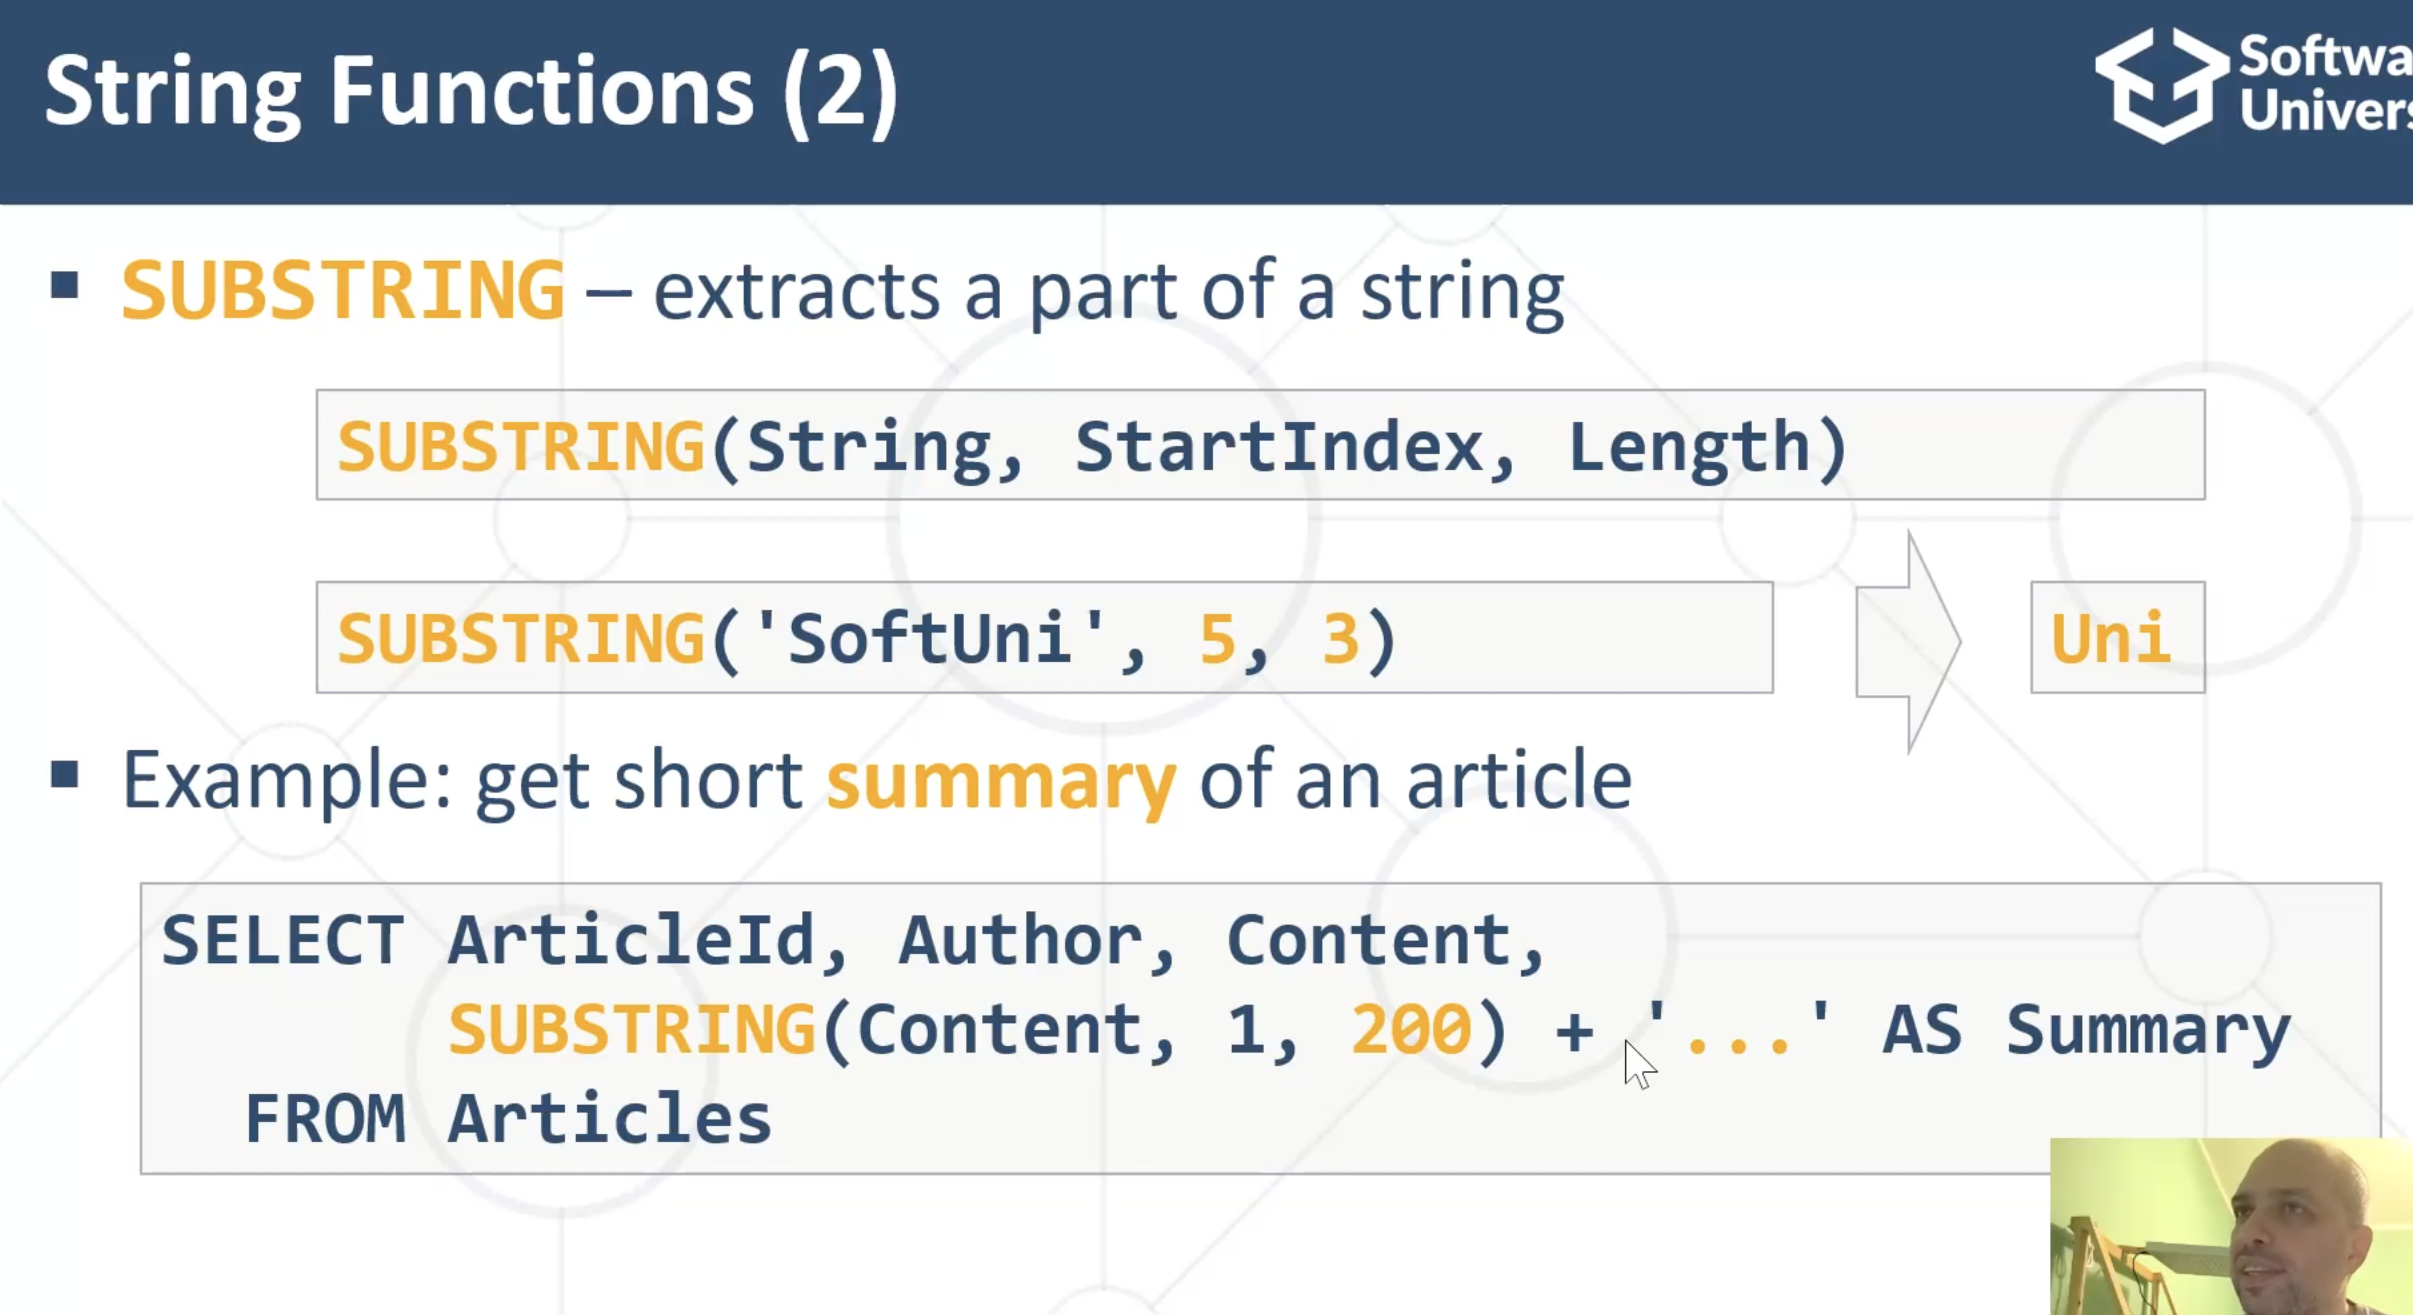 String Functions (2)
Softwa
Univers
▪ SUBSTRING – extracts a part of a string
SUBSTRING(String, StartIndex, Length)
SUBSTRING('SoftUni', 5, 3)
Uni
▪ Example: get short summary of an article
SELECT ArticleId, Author, Content,
SUBSTRING(Content, 1, 200) + '...' AS Summary
FROM Articles